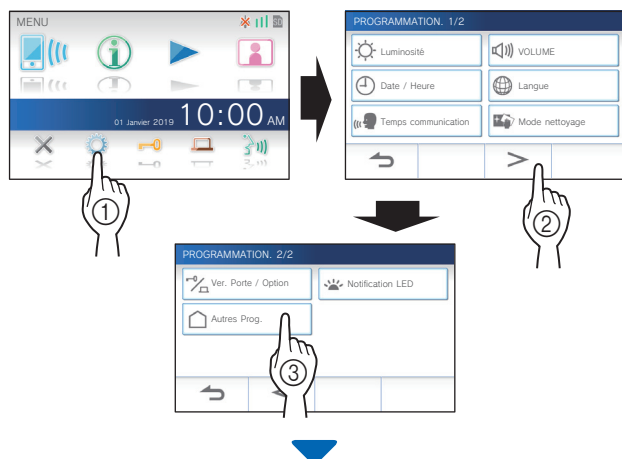 MENU
SD
01 Janvier 2019 10:00 AM
1
PROGRAMMATION. 1/2
Luminosité
VOLUME
Date / Heure
Langue
Temps communication
Mode nettoyage
2
PROGRAMMATION. 2/2
Ver. Porte / Option
Notification LED
Autres Prog.
3